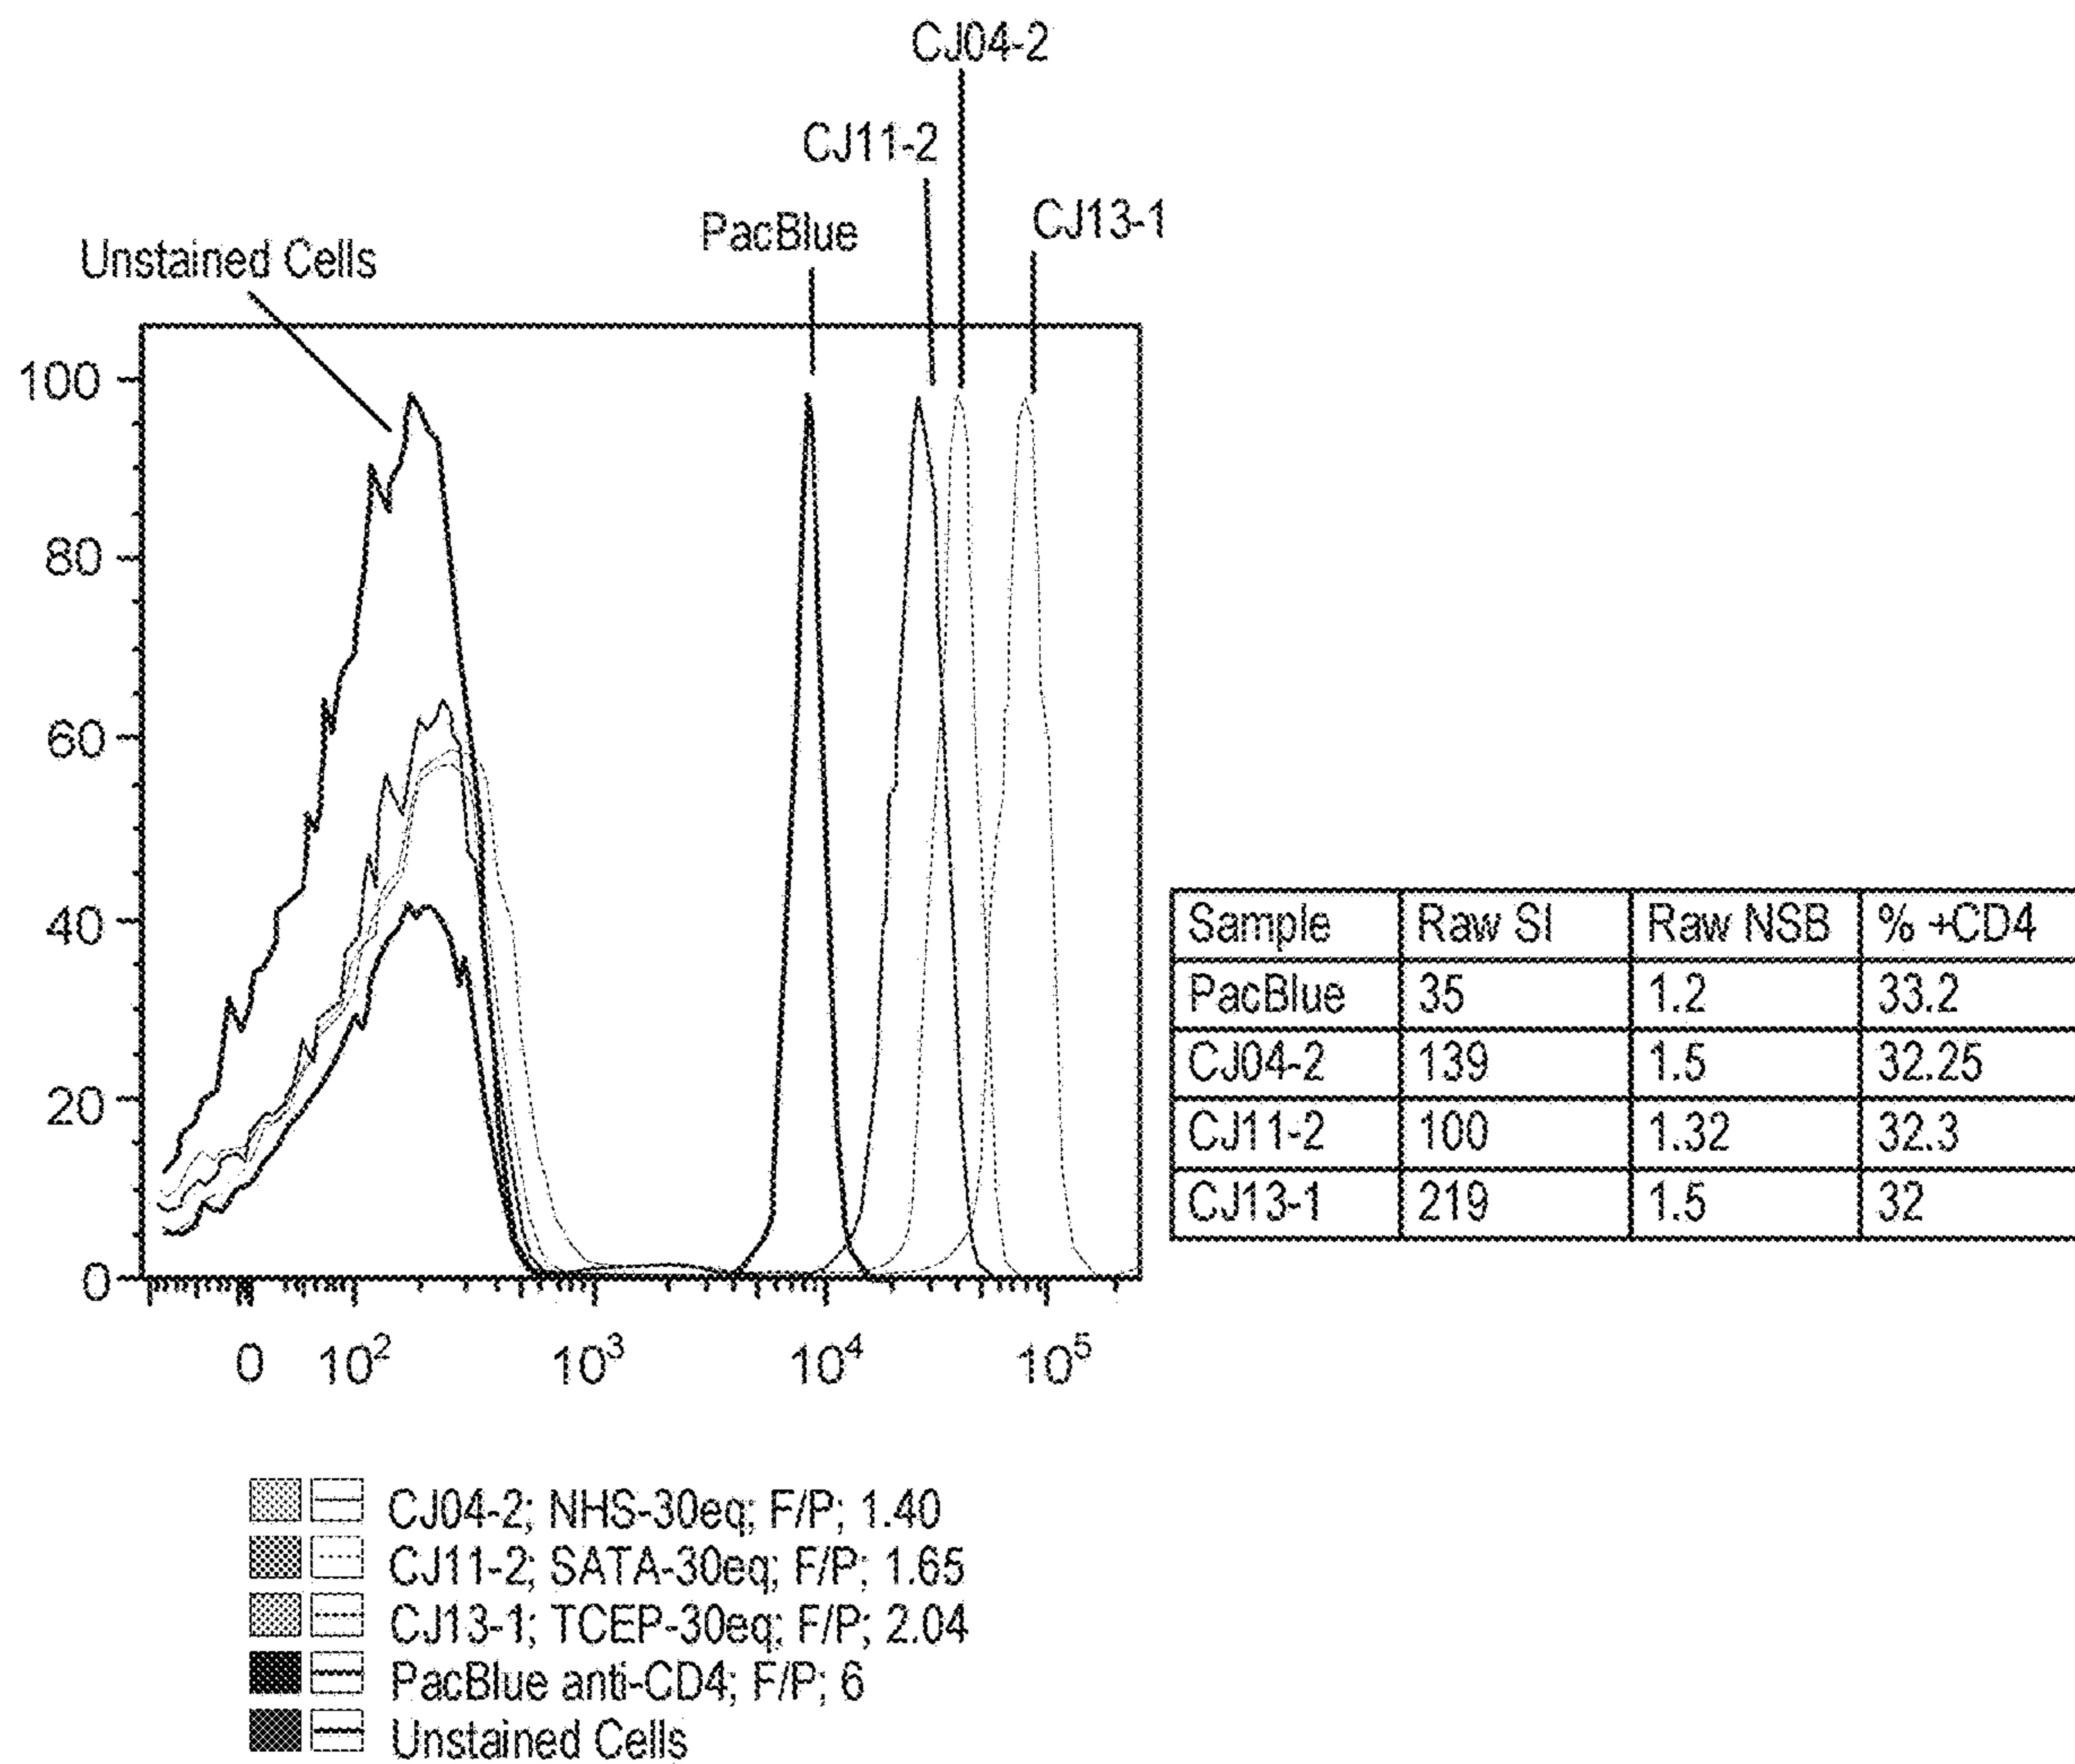 CJ04-2
CJ11-2
CJ13-1
PacBlue
Unstained Cells
100
80
60
40
20
0
0 10² 10³ 10⁴ 10⁵
Sample Raw SI Raw NSB % +CD4
PacBlue 35 1.2 33.2
CJ04-2 139 1.5 32.25
CJ11-2 100 1.32 32.3
CJ13-1 219 1.5 32
CJ04-2; NHS-30eq; F/P; 1.40
CJ11-2; SATA-30eq; F/P; 1.65
CJ13-1; TCEP-30eq; F/P; 2.04
PacBlue anti-CD4; F/P; 6
Unstained Cells